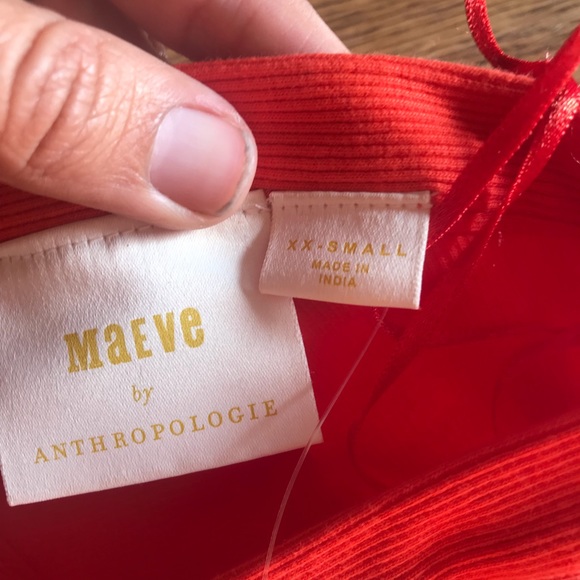 MaEve
by
ANTHROPOLOGIE
XX-SMALL
MADE IN
INDIA